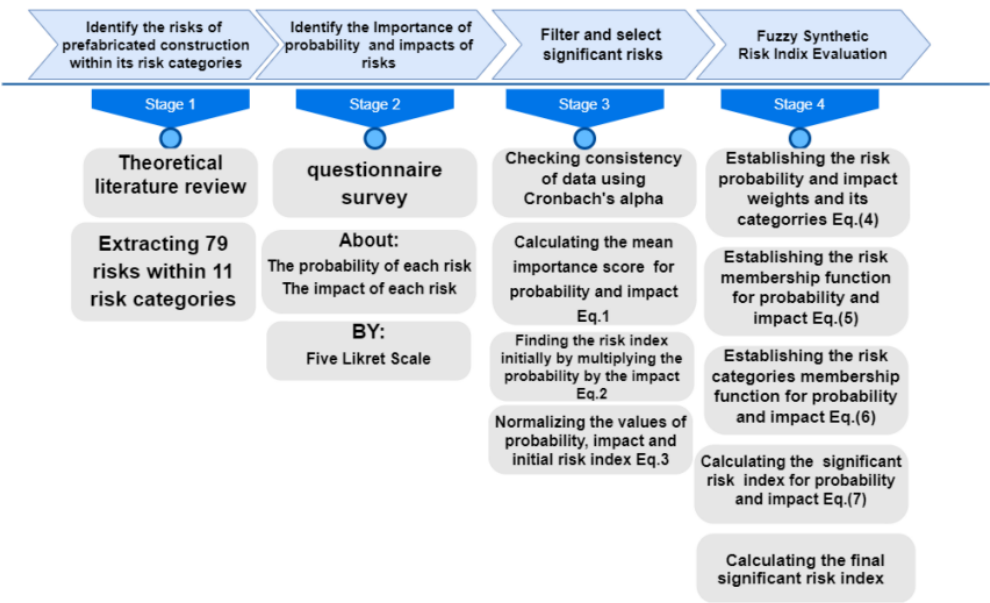 Identify the risks of
prefabricated construction
within its risk categories
Identify the Importance of
probability and impacts of
risks
Filter and select
significant risks
Fuzzy Synthetic
Risk Indix Evaluation
Stage 1
Stage 2
Stage 3
Stage 4
Theoretical
literature review
Extracting 79
risks within 11
risk categories
questionnaire
survey
About:
The probability of each risk
The impact of each risk
BY:
Five Likret Scale
Checking consistency
of data using
Cronbach's alpha
Calculating the mean
importance score for
probability and impact
Eq.1
Finding the risk index
initially by multiplying the
probability by the impact
Eq.2
Normalizing the values of
probability, impact and
initial risk index Eq.3
Establishing the risk
probability and impact
weights and its
categorries Eq.(4)
Establishing the risk
membership function
for probability and
impact Eq.(5)
Establishing the risk
categories membership
function for probability
and impact Eq.(6)
Calculating the significant
risk index for probability
and impact Eq.(7)
Calculating the final
significant risk index